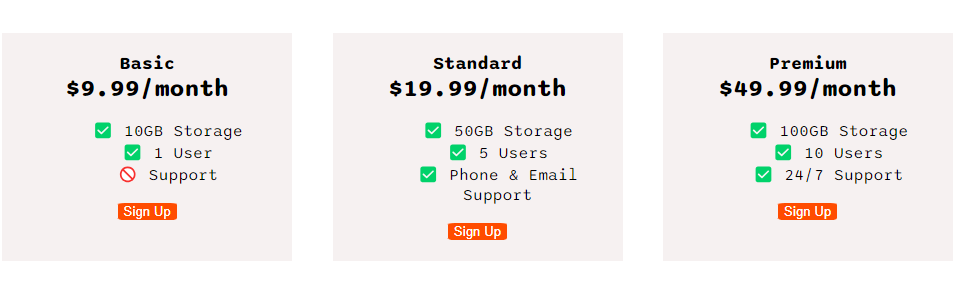 Basic
$9.99/month
✅ 10GB Storage
✅ 1 User
🚫 Support
Sign Up
Standard
$19.99/month
✅ 50GB Storage
✅ 5 Users
✅ Phone & Email
Support
Sign Up
Premium
$49.99/month
✅ 100GB Storage
✅ 10 Users
✅ 24/7 Support
Sign Up